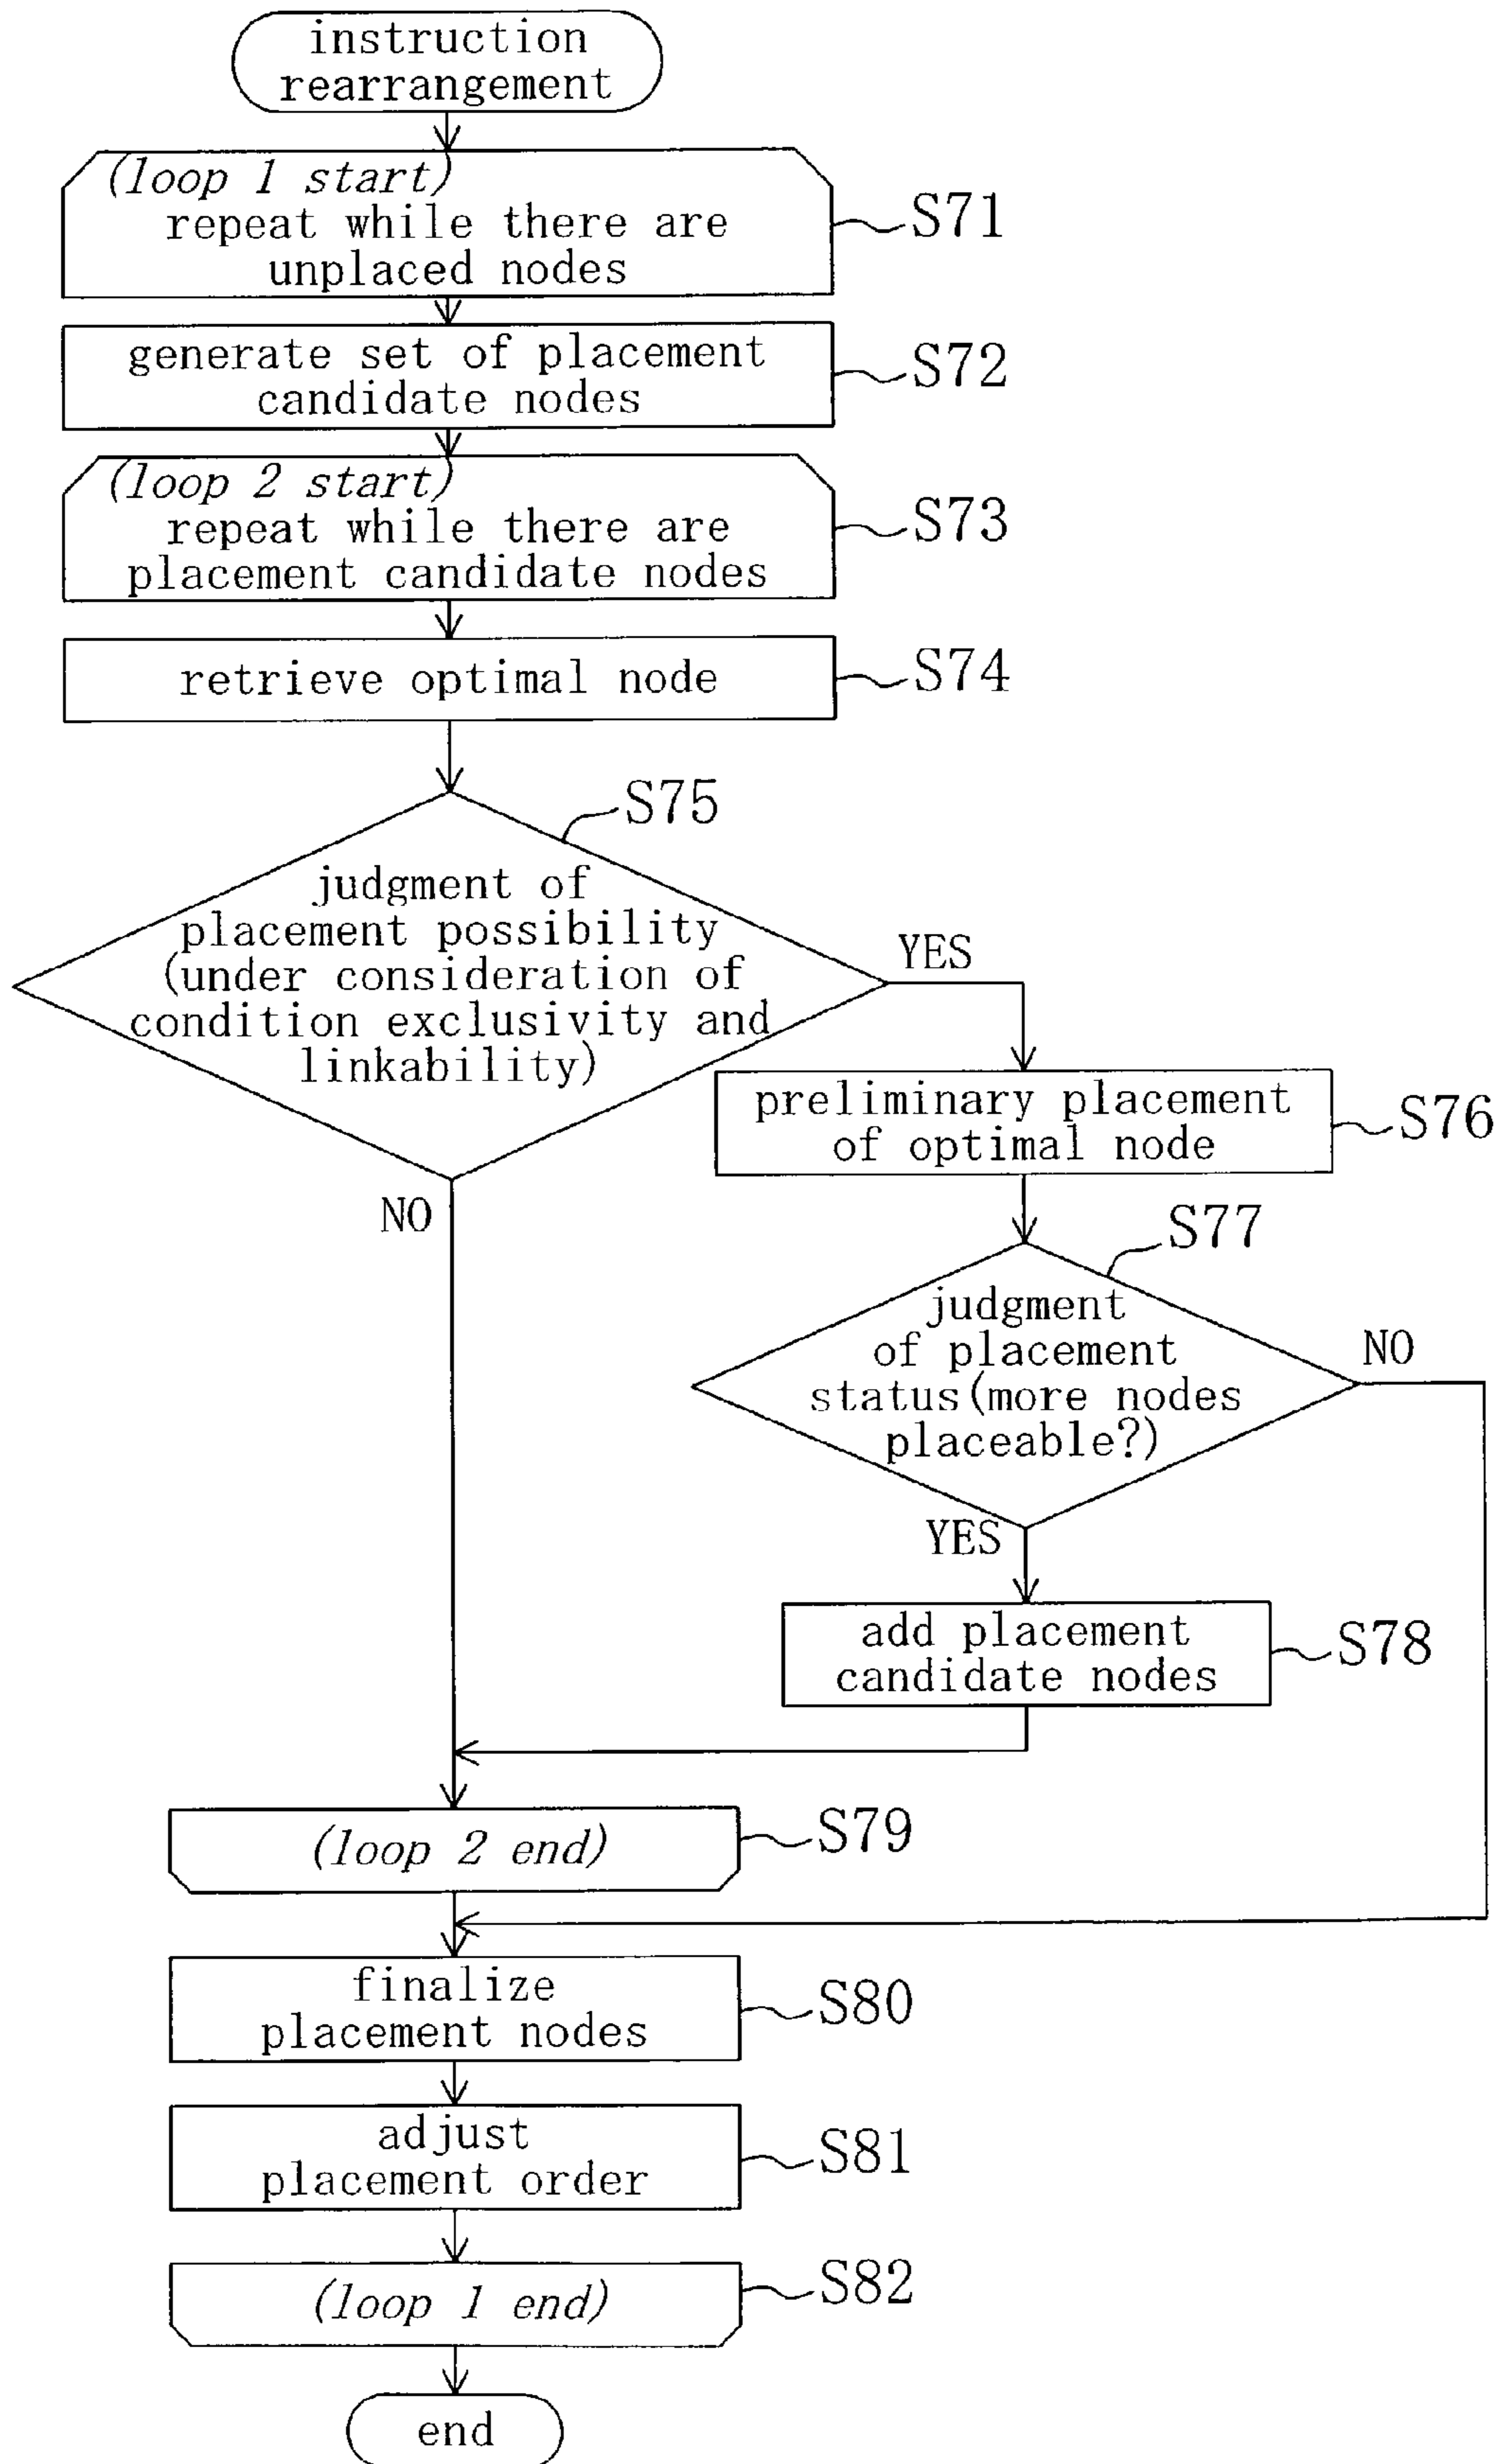 instruction
rearrangement
(loop 1 start)
repeat while there are
unplaced nodes
S71
generate set of placement
candidate nodes
S72
(loop 2 start)
repeat while there are
placement candidate nodes
S73
retrieve optimal node
S74
S75
judgment of
placement possibility
(under consideration of
condition exclusivity and
linkability)
YES
NO
preliminary placement
of optimal node
S76
S77
judgment
of placement
status(more nodes
placeable?)
NO
YES
add placement
candidate nodes
S78
(loop 2 end)
S79
finalize
placement nodes
S80
adjust
placement order
S81
(loop 1 end)
S82
end